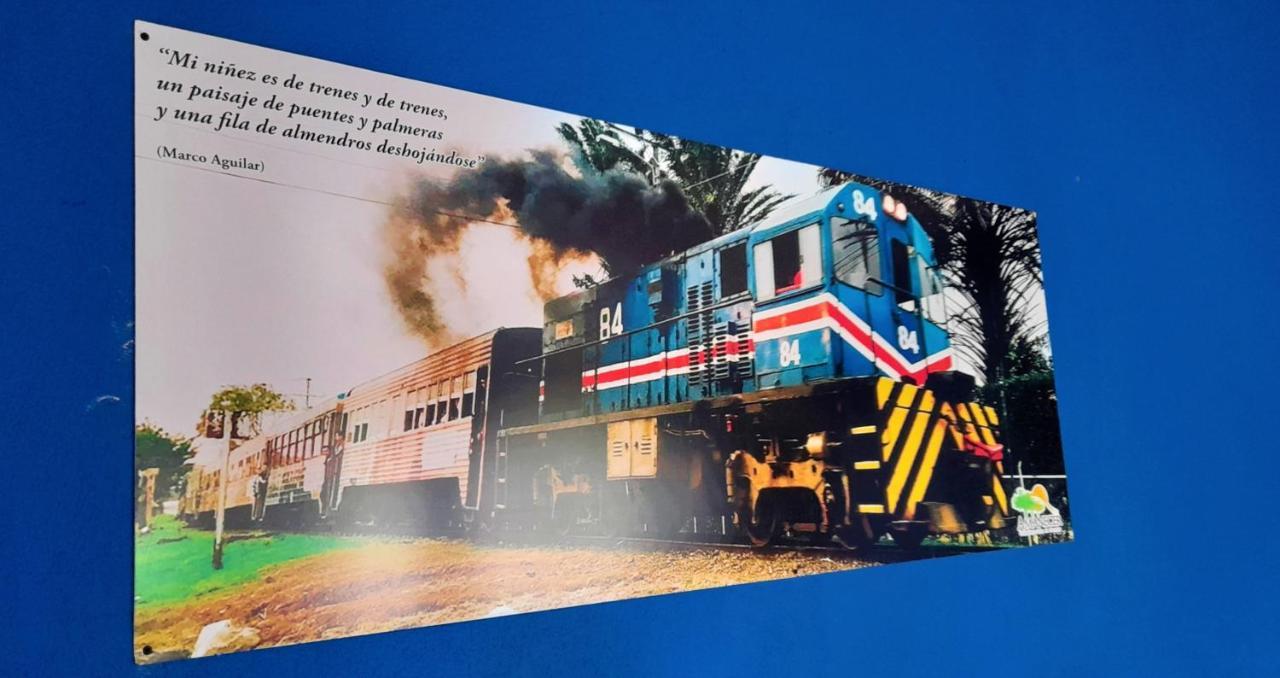 “Mi niñez es de trenes y de trenes,
un paisaje de puentes y palmeras
y una fila de almendros deshojándose”
(Marco Aguilar)
84
84
84
84